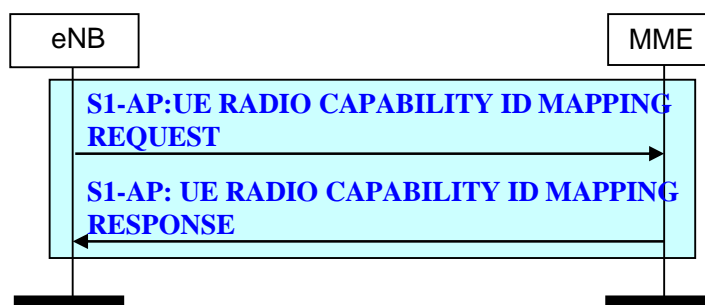 eNB
MME
S1-AP:UE RADIO CAPABILITY ID MAPPING
REQUEST
S1-AP: UE RADIO CAPABILITY ID MAPPING
RESPONSE